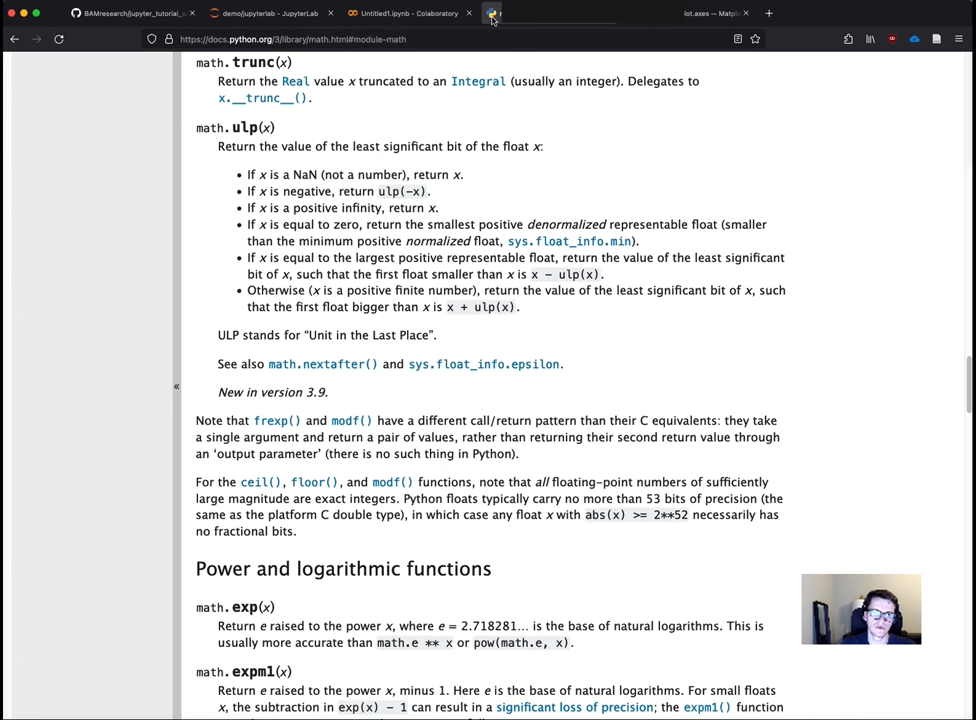 BAMresearch/jupyter_tutorial_s
demo/jupyterlab - JupyterLab
Untitled1.ipynb - Colaboratory
lot.axes — Matpl
https://docs.python.org/3/library/math.html#module-math
math.trunc(x)
Return the Real value x truncated to an Integral (usually an integer). Delegates to
x.__trunc__().
math.ulp(x)
Return the value of the least significant bit of the float x:
• If x is a NaN (not a number), return x.
• If x is negative, return ulp(-x).
• If x is a positive infinity, return x.
• If x is equal to zero, return the smallest positive denormalized representable float (smaller
than the minimum positive normalized float, sys.float_info.min).
• If x is equal to the largest positive representable float, return the value of the least significant
bit of x, such that the first float smaller than x is x - ulp(x).
• Otherwise (x is a positive finite number), return the value of the least significant bit of x, such
that the first float bigger than x is x + ulp(x).
ULP stands for “Unit in the Last Place”.
See also math.nextafter() and sys.float_info.epsilon.
New in version 3.9.
«
Note that frexp() and modf() have a different call/return pattern than their C equivalents: they take
a single argument and return a pair of values, rather than returning their second return value through
an ‘output parameter’ (there is no such thing in Python).
For the ceil(), floor(), and modf() functions, note that all floating-point numbers of sufficiently
large magnitude are exact integers. Python floats typically carry no more than 53 bits of precision (the
same as the platform C double type), in which case any float x with abs(x) >= 2**52 necessarily has
no fractional bits.
Power and logarithmic functions
math.exp(x)
Return e raised to the power x, where e = 2.718281… is the base of natural logarithms. This is
usually more accurate than math.e ** x or pow(math.e, x).
math.expm1(x)
Return e raised to the power x, minus 1. Here e is the base of natural logarithms. For small floats
x, the subtraction in exp(x) - 1 can result in a significant loss of precision; the expm1() function